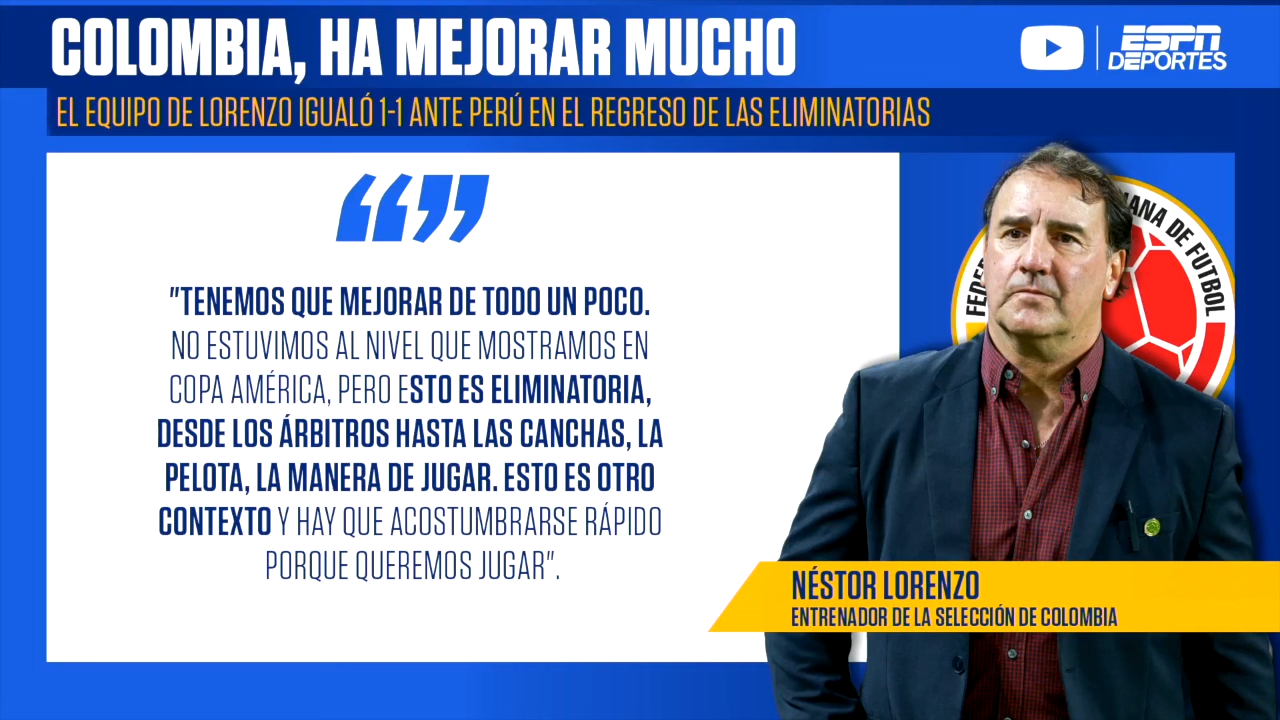 COLOMBIA, HA MEJORAR MUCHO
ESPN
DEPORTES
EL EQUIPO DE LORENZO IGUALÓ 1-1 ANTE PERÚ EN EL REGRESO DE LAS ELIMINATORIAS
“”
"TENEMOS QUE MEJORAR DE TODO UN POCO.
NO ESTUVIMOS AL NIVEL QUE MOSTRAMOS EN
COPA AMÉRICA, PERO ESTO ES ELIMINATORIA,
DESDE LOS ÁRBITROS HASTA LAS CANCHAS, LA
PELOTA, LA MANERA DE JUGAR. ESTO ES OTRO
CONTEXTO Y HAY QUE ACOSTUMBRARSE RÁPIDO
PORQUE QUEREMOS JUGAR".
DE FUTBOL
NÉSTOR LORENZO
ENTRENADOR DE LA SELECCIÓN DE COLOMBIA